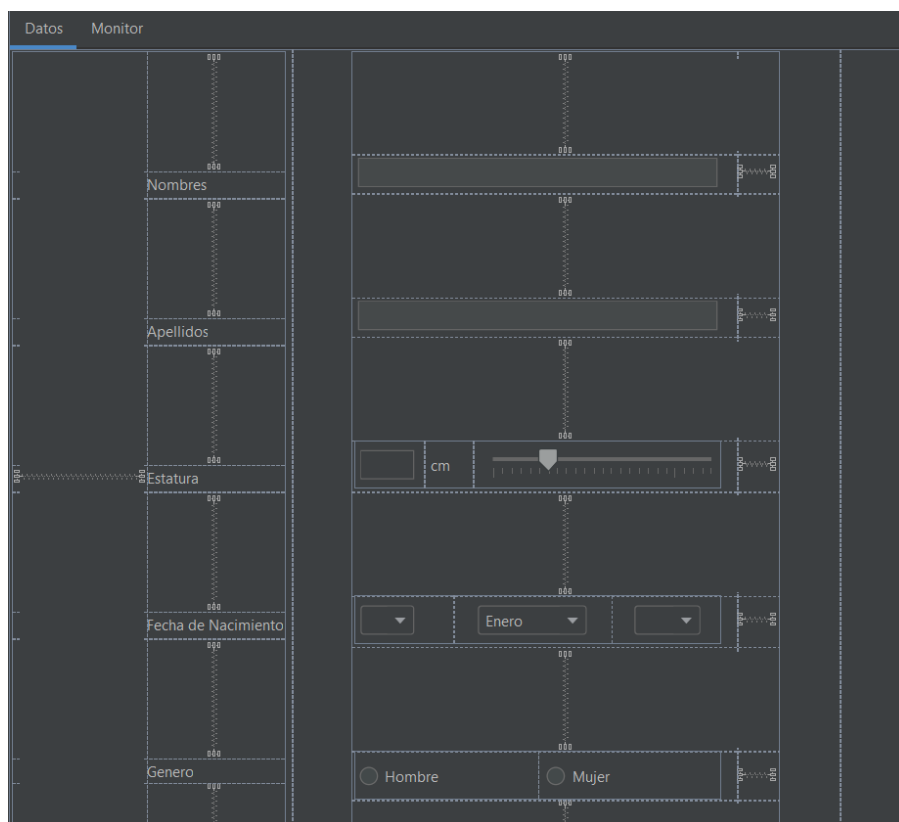 Datos Monitor
Nombres
Apellidos
Estatura cm
Fecha de Nacimiento Enero
Genero Hombre Mujer